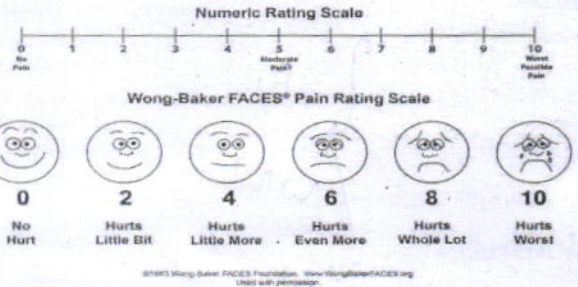 Numeric Rating Scale
0 1 2 3 4 5 6 7 8 9 10
No Pain
Moderate Pain?
Worst Possible Pain
Wong-Baker FACES® Pain Rating Scale
0 2 4 6 8 10
No Hurt
Hurts Little Bit
Hurts Little More
Hurts Even More
Hurts Whole Lot
Hurts Worst
©1983 Wong-Baker FACES Foundation. www.WongBakerFACES.org
Used with permission.